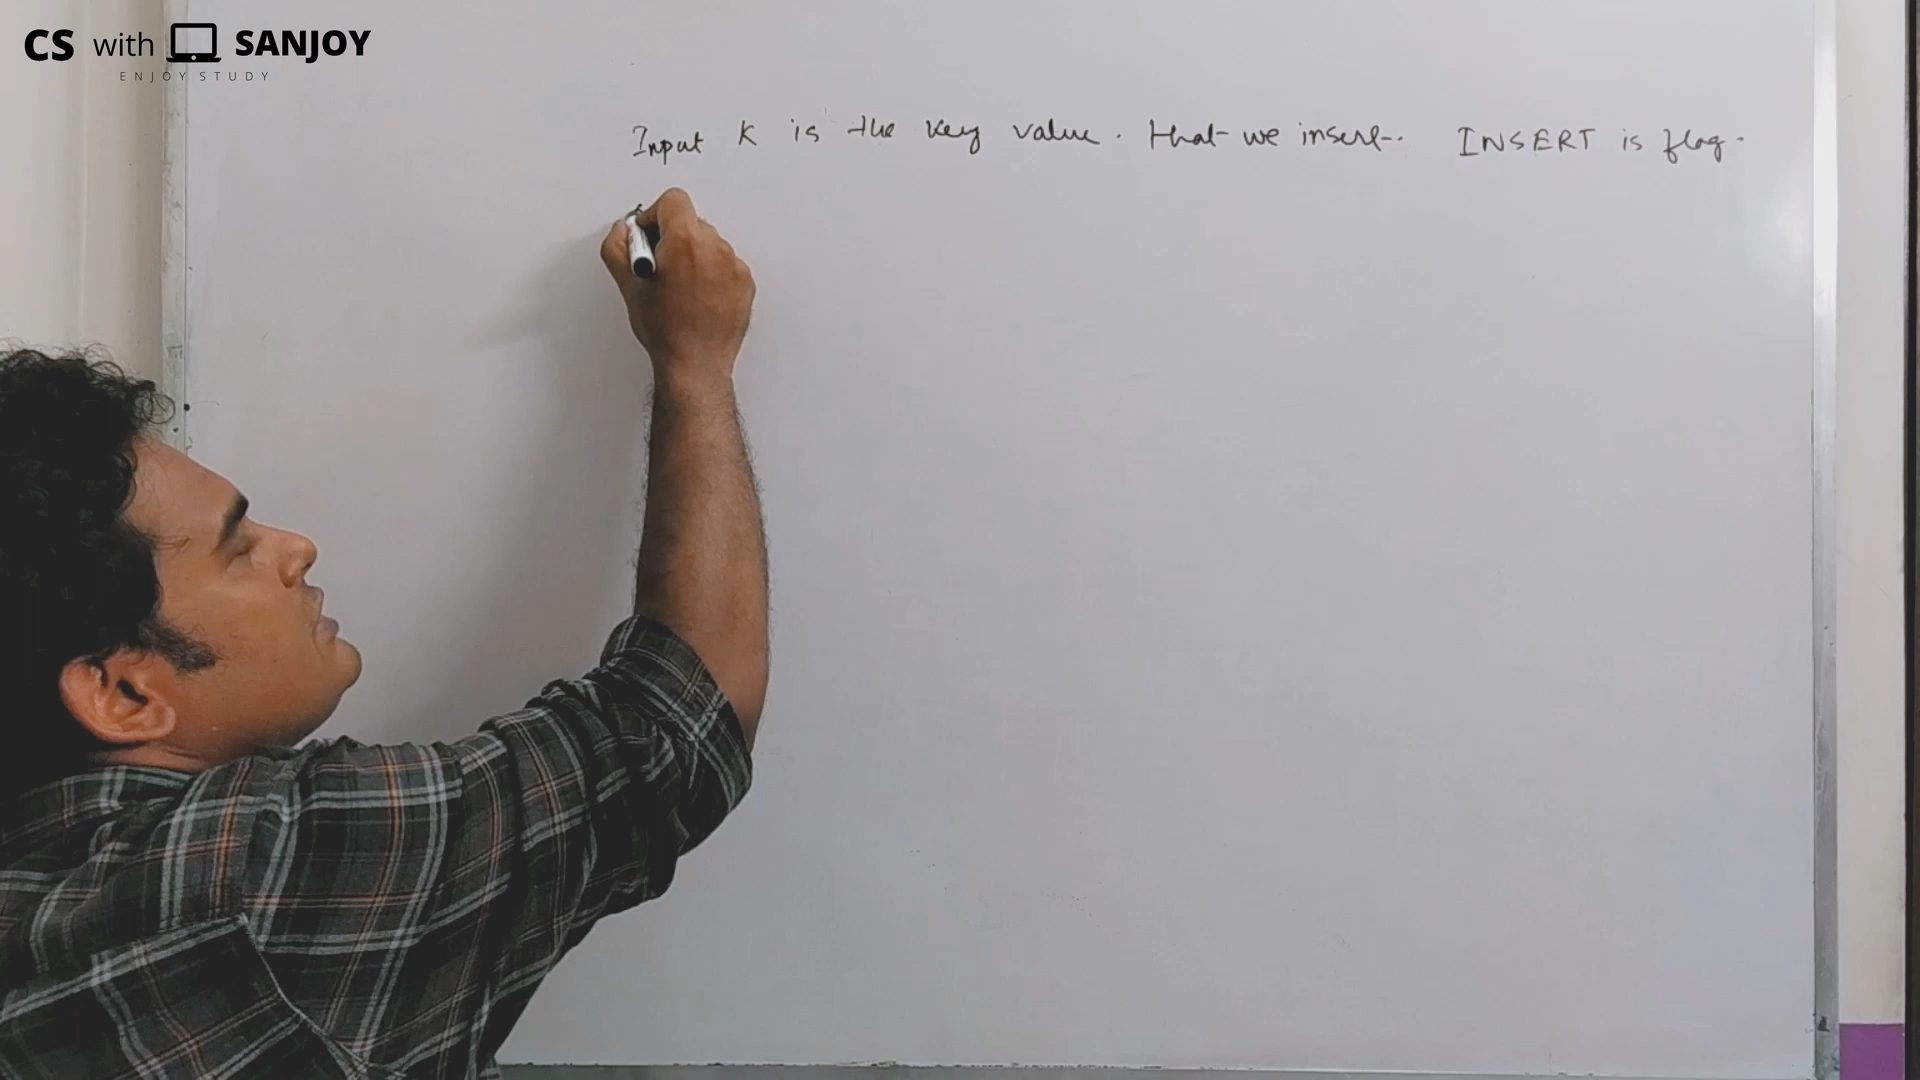 CS with SANJOY
ENJOY STUDY
Input K is the key value. that we insert. INSERT is flag.